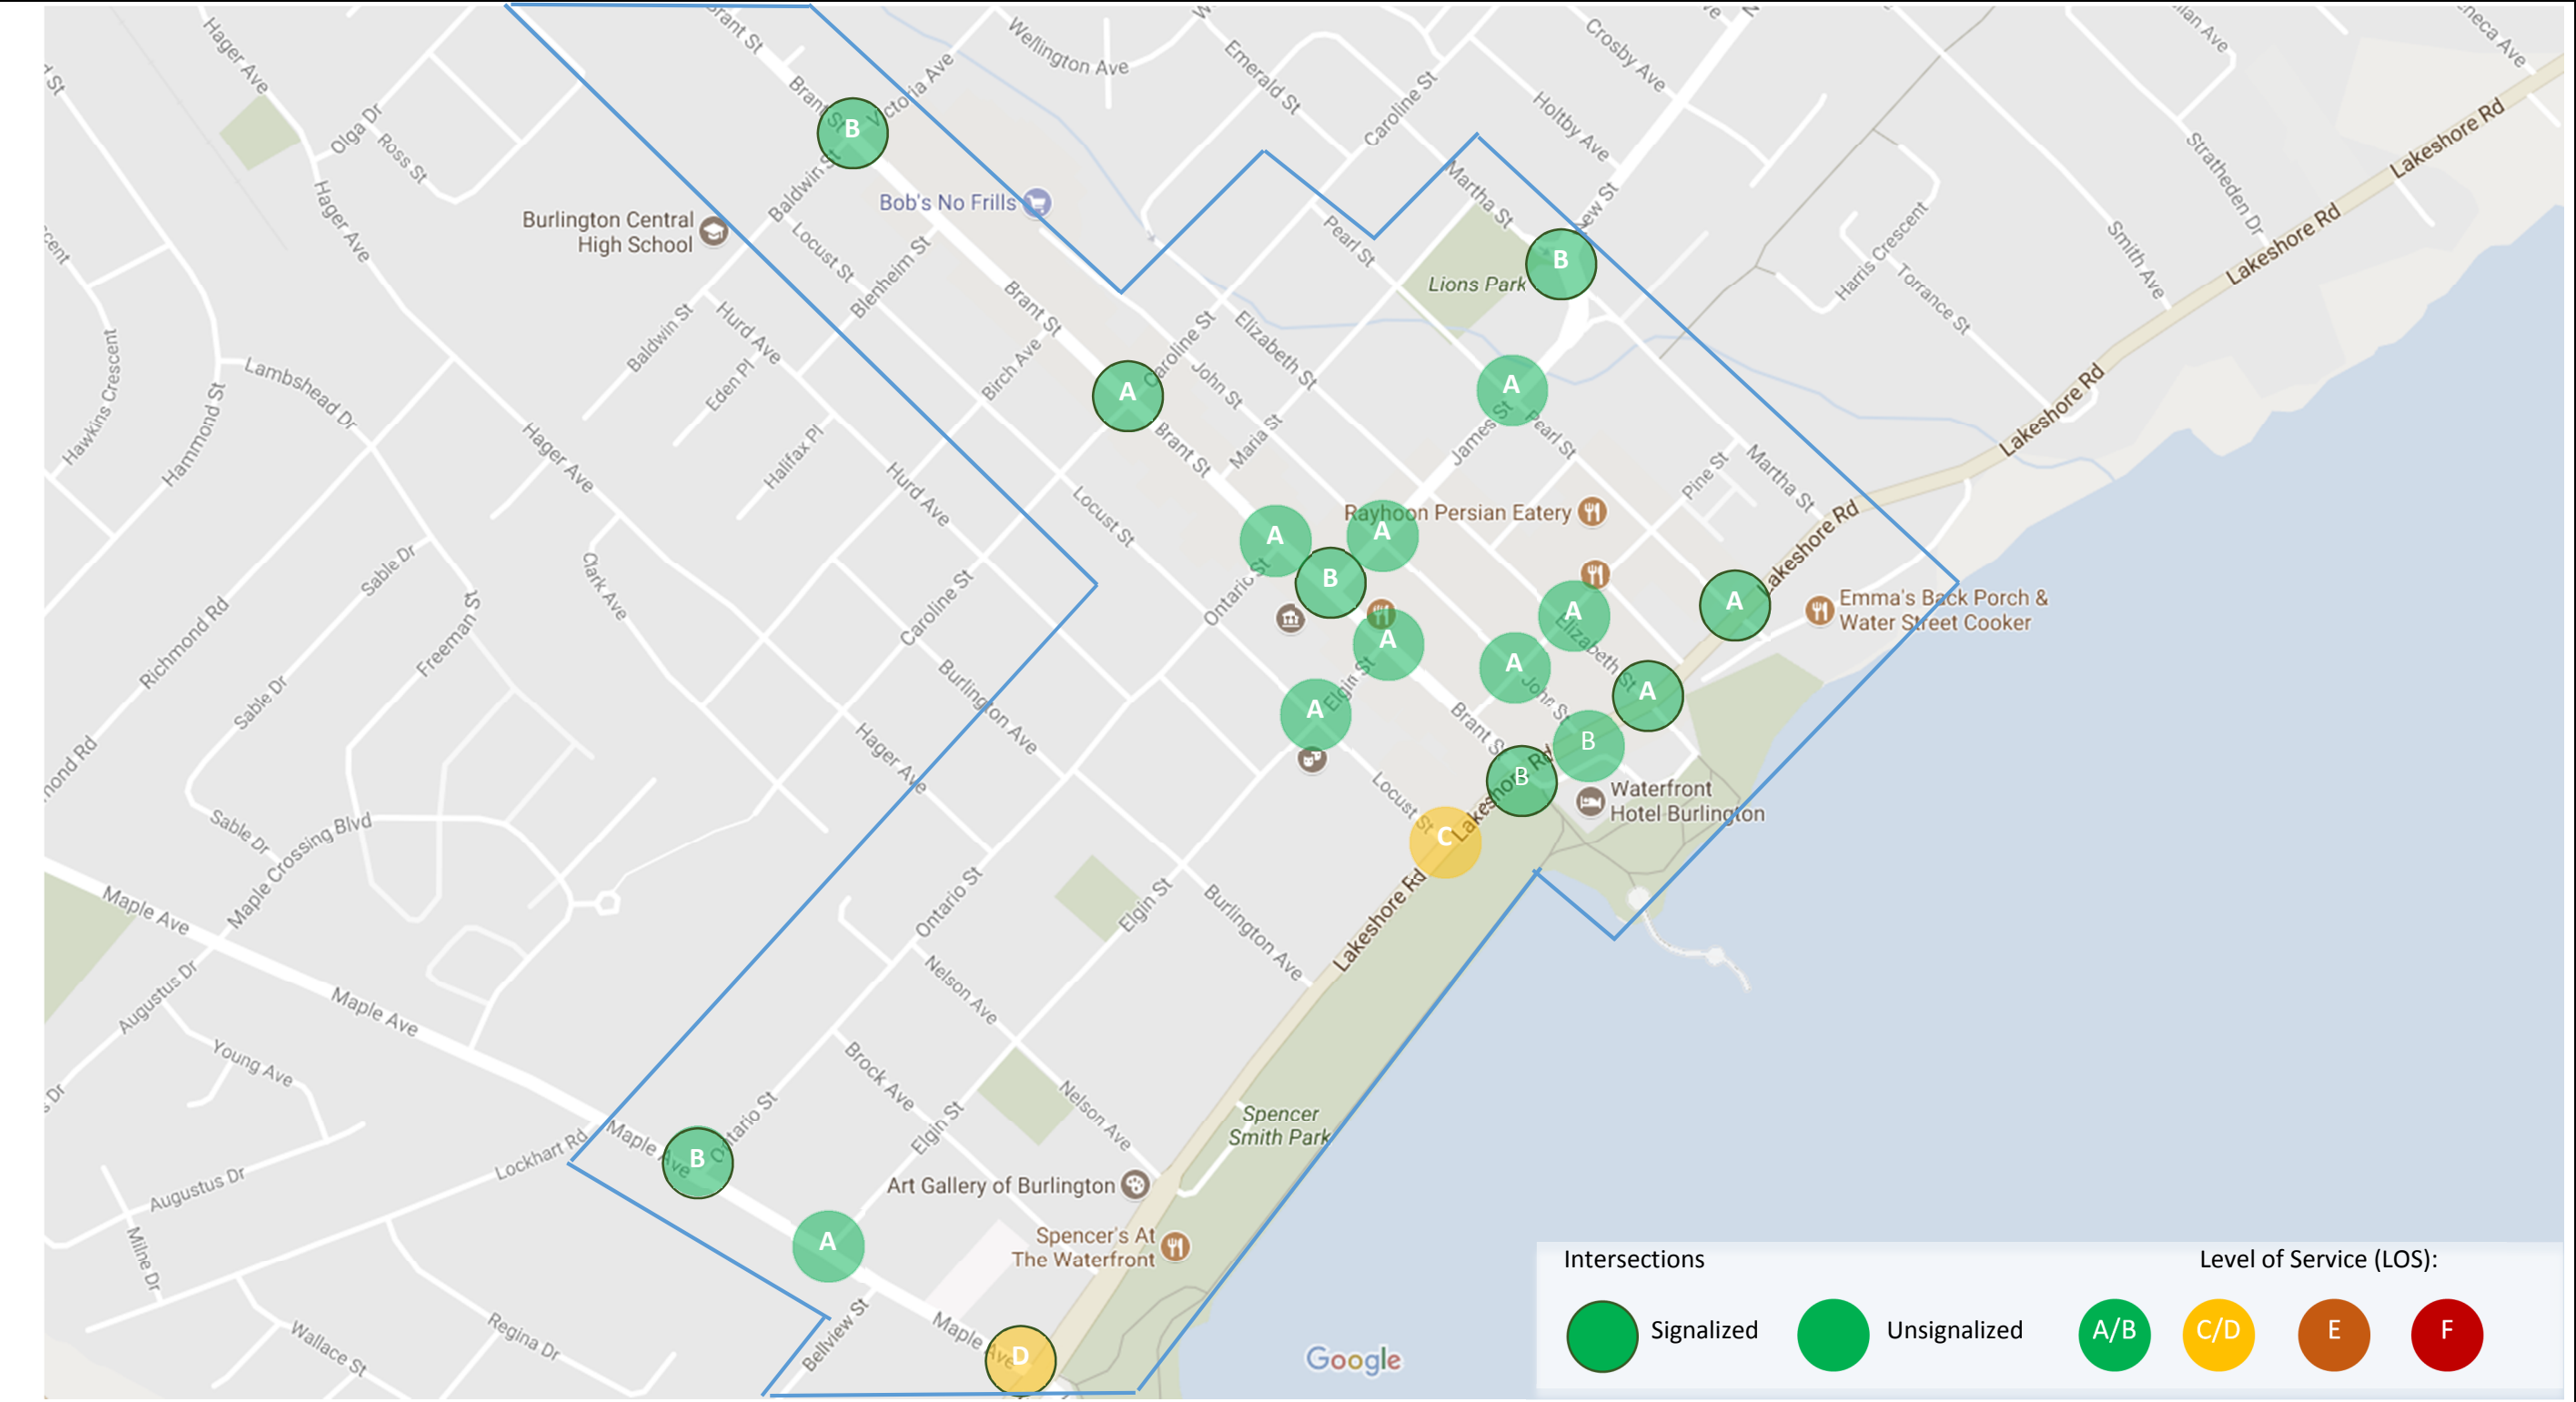 Hager Ave
Brant St
Wellington Ave
Crosby Ave
Emerald St
Caroline St
Holtby Ave
Victoria Ave
Brant St
B
Olga Dr
Ross St
Hager Ave
Baldwin St
Bob's No Frills
Burlington Central
High School
Locust St
Blenheim St
Martha St
New St
B
Lions Park
Pearl St
Stratheden Dr
Smith Ave
Lakeshore Rd
Lakeshore Rd
Harris Crescent
Torrance St
Hawkins Crescent
Hammond St
Lambshead Dr
Baldwin St
Hurd Ave
Eden Pl
Brant St
Birch Ave
Caroline St
A
John St
Elizabeth St
Maria St
A
James St
Pearl St
Lakeshore Rd
Hager Ave
Halifax Pl
Hurd Ave
Brant St
Locust St
Pine St
Martha St
Rayhoon Persian Eatery
A
A
B
Ontario St
Lakeshore Rd
Sable Dr
Clark Ave
Caroline St
Freeman St
Richmond Rd
A
Elgin St
A
A
Elizabeth St
A
John St
A
A
Emma's Back Porch &
Water Street Cooker
Sable Dr
Burlington Ave
Hager Ave
Brant St
B
B
Lakeshore Rd
Waterfront
Hotel Burlington
Locust St
C
Lakeshore Rd
Sable Dr
Maple Crossing Blvd
Maple Ave
Augustus Dr
Maple Ave
Ontario St
Elgin St
Burlington Ave
Nelson Ave
Young Ave
Brock Ave
Nelson Ave
Ontario St
Elgin St
Spencer
Smith Park
Lockhart Rd
Maple Ave
B
Augustus Dr
Milne Dr
Art Gallery of Burlington
A
Spencer's At
The Waterfront
Wallace St
Regina Dr
Bellview St
Maple Ave
D
Google
Intersections
Level of Service (LOS):
Signalized
Unsignalized
A/B
C/D
E
F